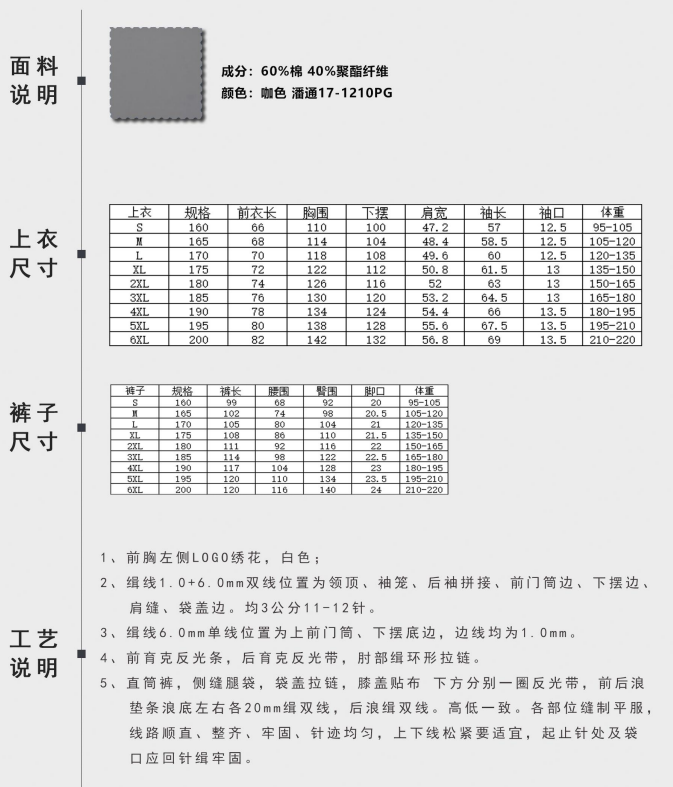 面料
说明
成分：60%棉 40%聚酯纤维
颜色：咖色 潘通17-1210PG
上衣
尺寸
上衣 规格 前衣长 胸围 下摆 肩宽 袖长 袖口 体重
S 160 66 110 100 47.2 57 12.5 95-105
M 165 68 114 104 48.4 58.5 12.5 105-120
L 170 70 118 108 49.6 60 12.5 120-135
XL 175 72 122 112 50.8 61.5 13 135-150
2XL 180 74 126 116 52 63 13 150-165
3XL 185 76 130 120 53.2 64.5 13 165-180
4XL 190 78 134 124 54.4 66 13.5 180-195
5XL 195 80 138 128 55.6 67.5 13.5 195-210
6XL 200 82 142 132 56.8 69 13.5 210-220
裤子
尺寸
裤子 规格 裤长 腰围 臀围 脚口 体重
S 160 99 68 92 20 95-105
M 165 102 74 98 20.5 105-120
L 170 105 80 104 21 120-135
XL 175 108 86 110 21.5 135-150
2XL 180 111 92 116 22 150-165
3XL 185 114 98 122 22.5 165-180
4XL 190 117 104 128 23 180-195
5XL 195 120 110 134 23.5 195-210
6XL 200 120 116 140 24 210-220
工艺
说明
1、前胸左侧LOGO绣花，白色；
2、缉线1.0+6.0mm双线位置为领顶、袖笼、后袖拼接、前门筒边、下摆边、
肩缝、袋盖边。均3公分11-12针。
3、缉线6.0mm单线位置为上前门筒、下摆底边，边线均为1.0mm。
4、前育克反光条，后育克反光带，肘部缉环形拉链。
5、直筒裤，侧缝腿袋，袋盖拉链，膝盖贴布 下方分别一圈反光带，前后浪
垫条浪底左右各20mm缉双线，后浪缉双线。高低一致。各部位缝制平服，
线路顺直、整齐、牢固、针迹均匀，上下线松紧要适宜，起止针处及袋
口应回针缉牢固。